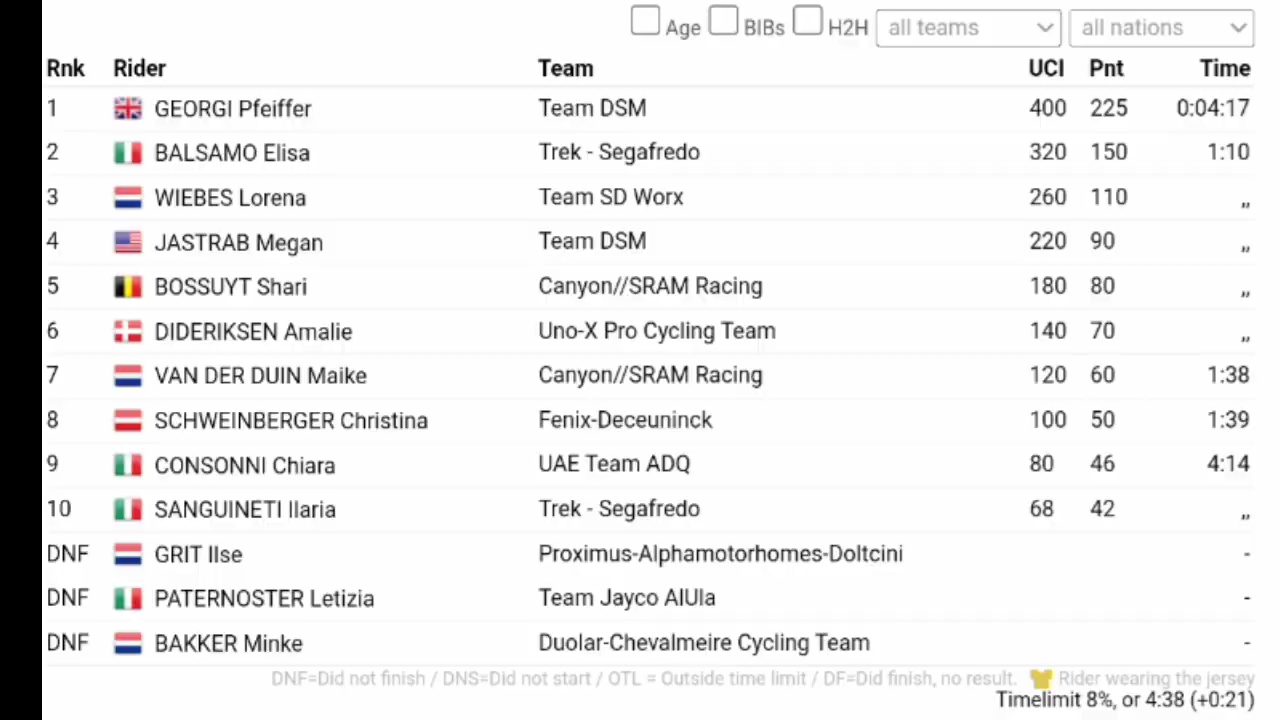 Age BIBs H2H all teams all nations
Rnk Rider Team UCI Pnt Time
1 GEORGI Pfeiffer Team DSM 400 225 0:04:17
2 BALSAMO Elisa Trek - Segafredo 320 150 1:10
3 WIEBES Lorena Team SD Worx 260 110 ,,
4 JASTRAB Megan Team DSM 220 90 ,,
5 BOSSUYT Shari Canyon//SRAM Racing 180 80 ,,
6 DIDERIKSEN Amalie Uno-X Pro Cycling Team 140 70 ,,
7 VAN DER DUIN Maike Canyon//SRAM Racing 120 60 1:38
8 SCHWEINBERGER Christina Fenix-Deceuninck 100 50 1:39
9 CONSONNI Chiara UAE Team ADQ 80 46 4:14
10 SANGUINETI Ilaria Trek - Segafredo 68 42 ,,
DNF GRIT Ilse Proximus-Alphamotorhomes-Doltcini -
DNF PATERNOSTER Letizia Team Jayco AlUla -
DNF BAKKER Minke Duolar-Chevalmeire Cycling Team -
DNF=Did not finish / DNS=Did not start / OTL = Outside time limit / DF=Did finish, no result. Rider wearing the jersey
Timelimit 8%, or 4:38 (+0:21)